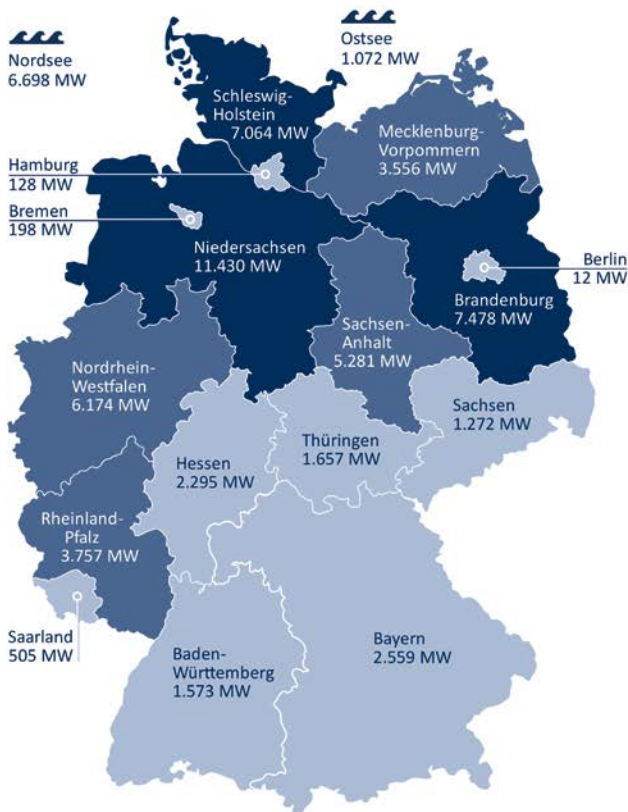 Nordsee
6.698 MW
Ostsee
1.072 MW
Schleswig-
Holstein
7.064 MW
Mecklenburg-
Vorpommern
3.556 MW
Hamburg
128 MW
Bremen
198 MW
Niedersachsen
11.430 MW
Berlin
12 MW
Brandenburg
7.478 MW
Sachsen-
Anhalt
5.281 MW
Nordrhein-
Westfalen
6.174 MW
Sachsen
1.272 MW
Thüringen
1.657 MW
Hessen
2.295 MW
Rheinland-
Pfalz
3.757 MW
Saarland
505 MW
Baden-
Württemberg
1.573 MW
Bayern
2.559 MW